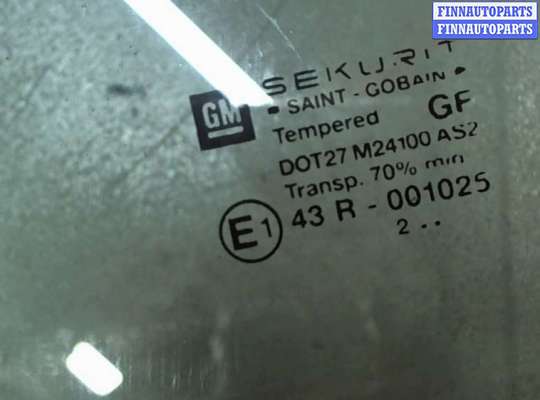 FINNAUTOPARTS
FINNAUTOPARTS
SEKURIT
• SAINT - GOBAIN •
GM
Tempered GF
DOT27 M24100 AS2
Transp. 70% min
E1 43 R - 001025
2 • •